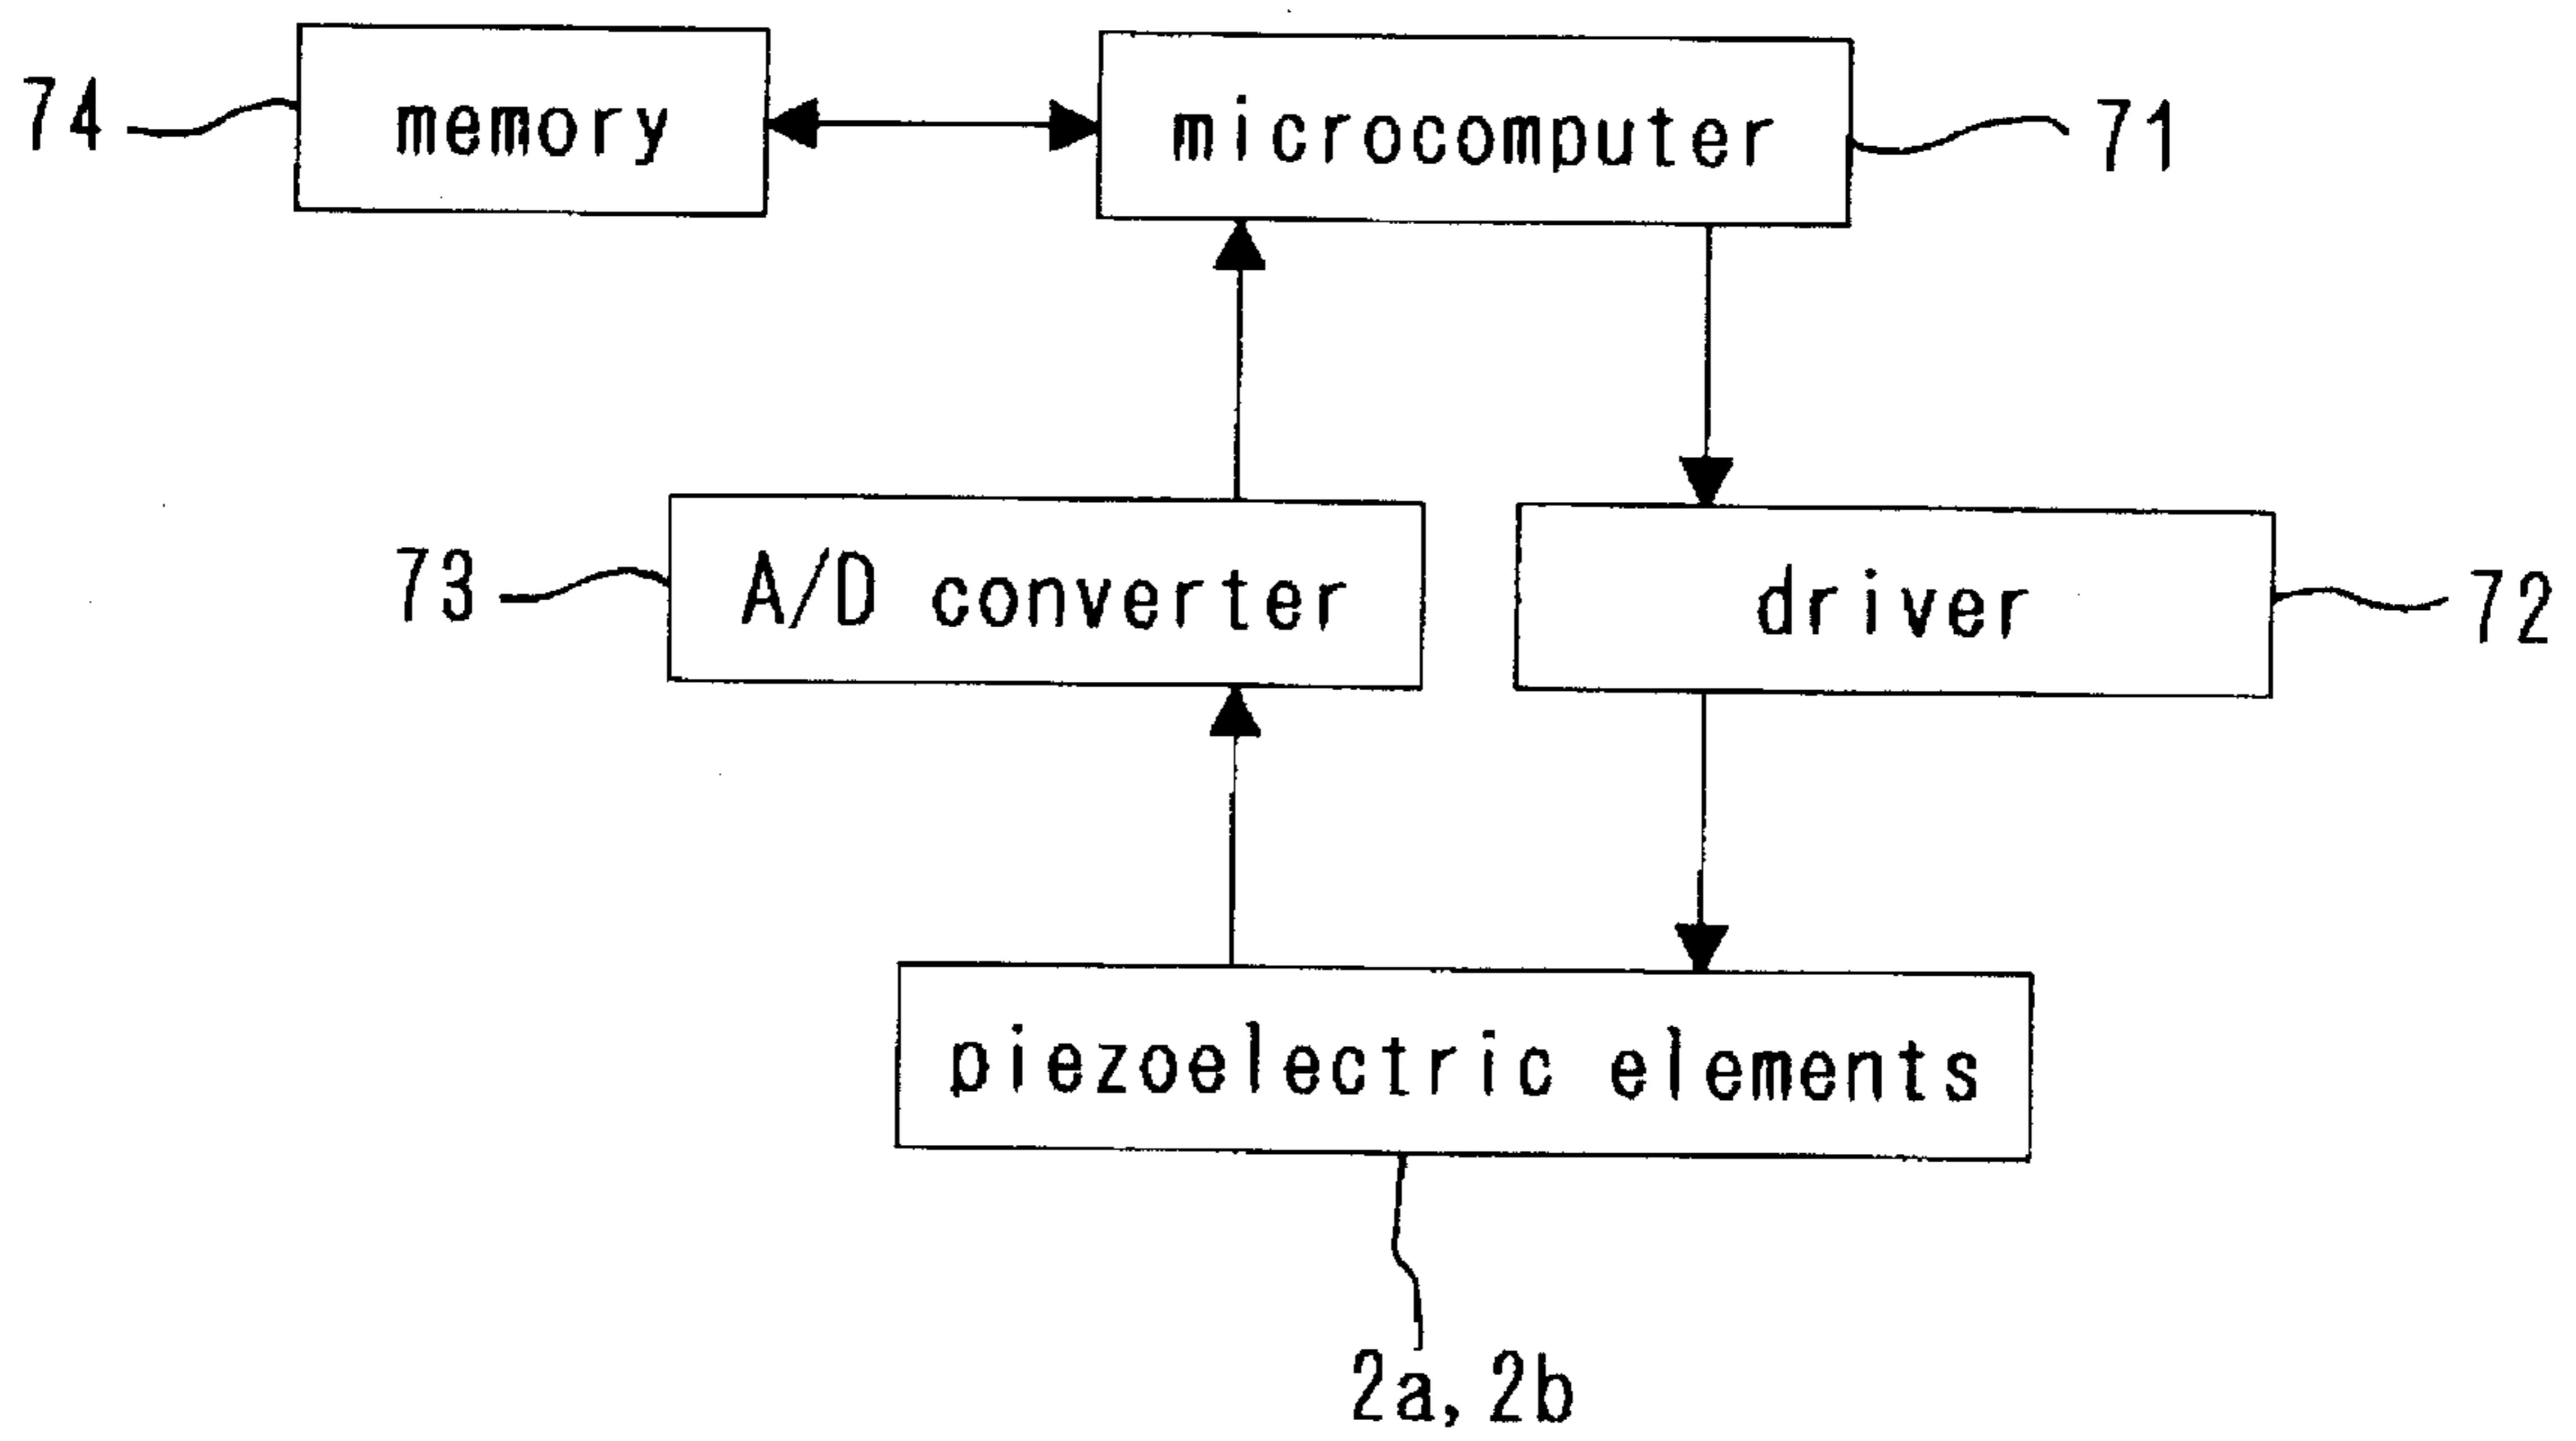 74 memory microcomputer 71
73 A/D converter driver 72
piezoelectric elements
2a, 2b